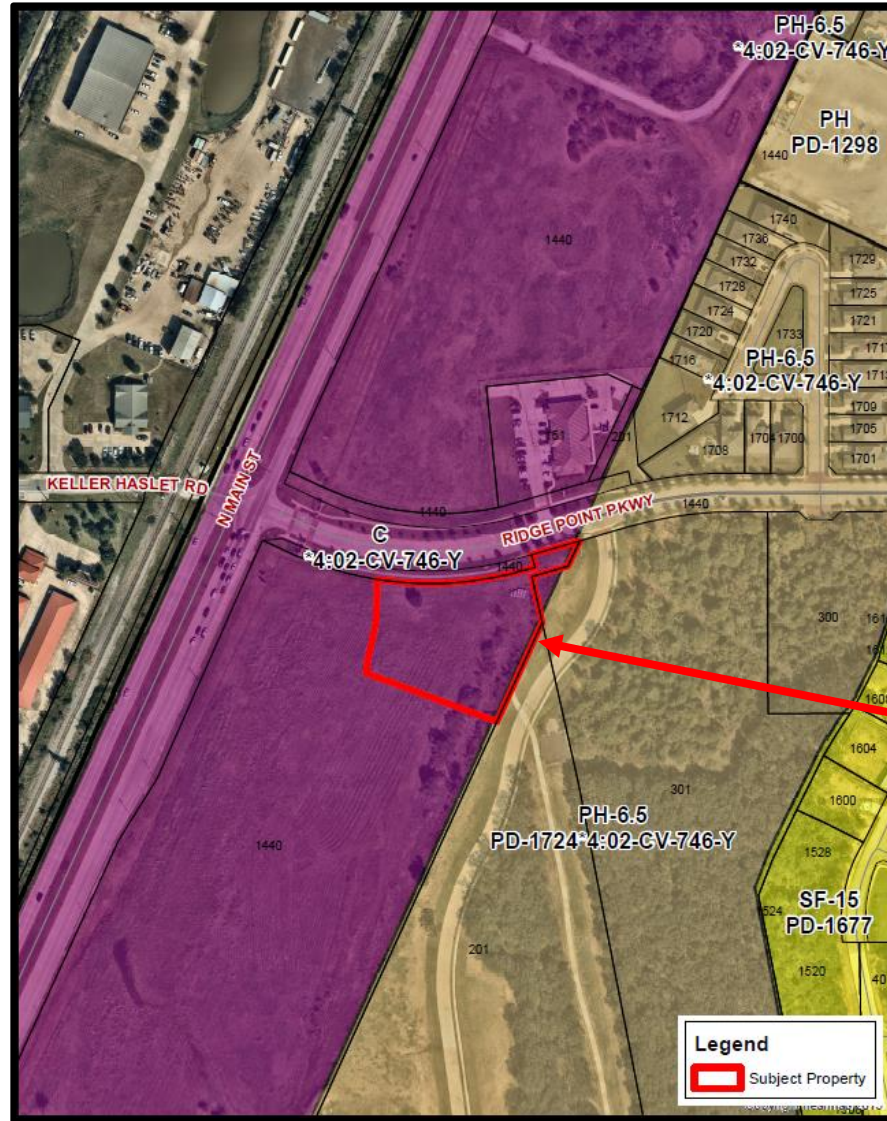 PH-6.5
*4:02-CV-746-Y
PH
PD-1298
1440
1740
1736
1732
1728
1724
1720
1716
1729
1725
1721
1733
1440
PH-6.5
*4:02-CV-746-Y
1712
1708
1704
1700
1709
1705
1701
151
201
KELLER HASLET RD
N MAIN ST
1440
RIDGE POINT PKWY
1440
C
*4:02-CV-746-Y
1440
300
1604
1600
301
PH-6.5
PD-1724*4:02-CV-746-Y
1440
1528
SF-15
PD-1677
1524
1520
201
Legend
Subject Property